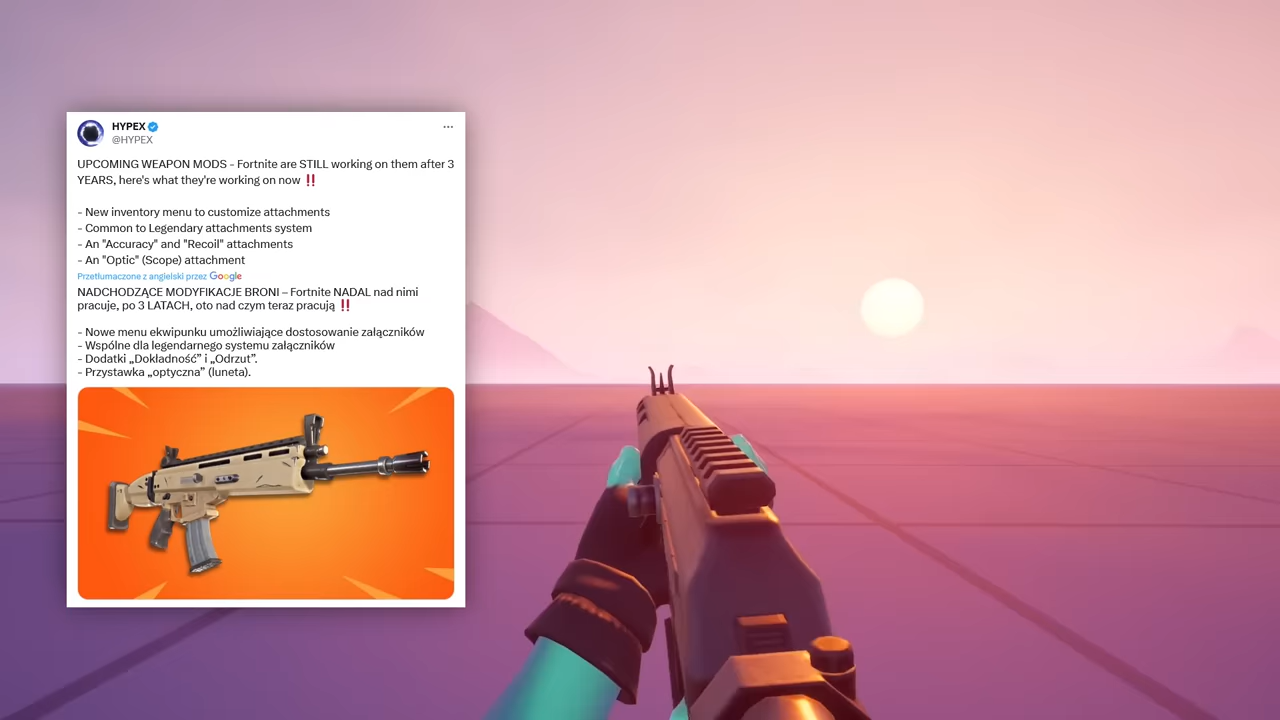 HYPEX
@HYPEX
UPCOMING WEAPON MODS - Fortnite are STILL working on them after 3
YEARS, here's what they're working on now ‼️
- New inventory menu to customize attachments
- Common to Legendary attachments system
- An "Accuracy" and "Recoil" attachments
- An "Optic" (Scope) attachment
Przetłumaczone z angielski przez Google
NADCHODZĄCE MODYFIKACJE BRONI – Fortnite NADAL nad nimi
pracuje, po 3 LATACH, oto nad czym teraz pracują ‼️
- Nowe menu ekwipunku umożliwiające dostosowanie załączników
- Wspólne dla legendarnego systemu załączników
- Dodatki „Dokładność” i „Odrzut”.
- Przystawka „optyczna” (luneta).